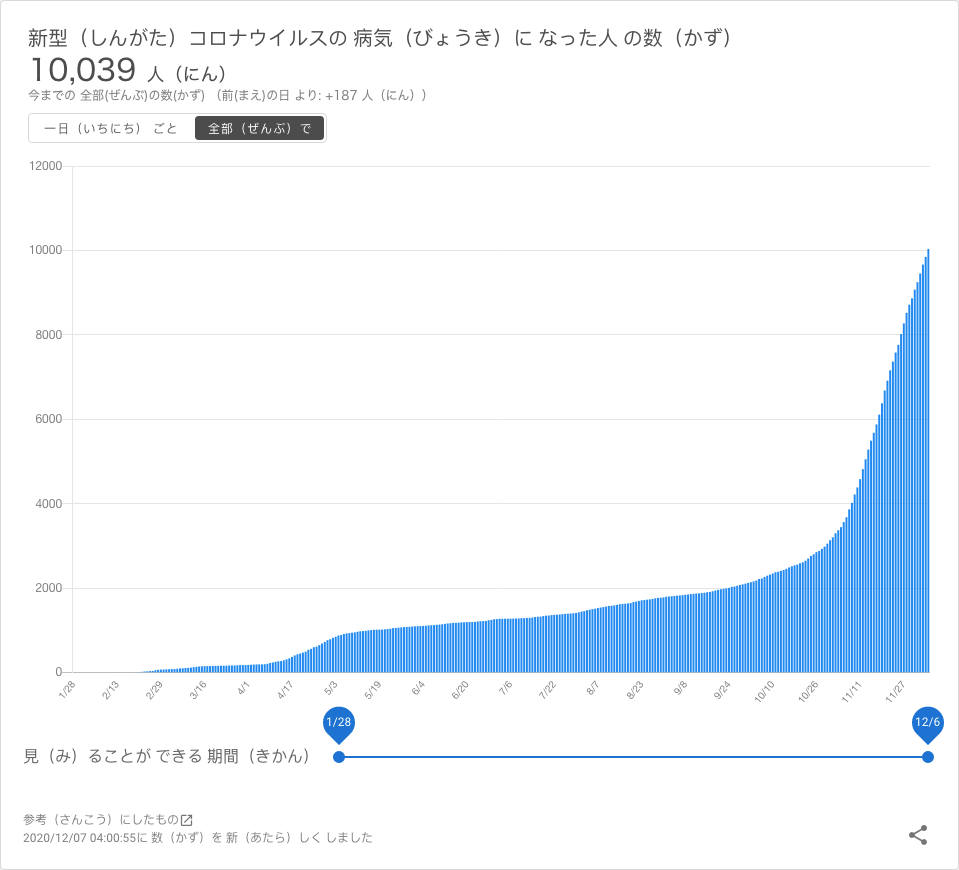 新型（しんがた）コロナウイルスの 病気（びょうき）に なった人 の数（かず）
10,039 人（にん）
今までの 全部(ぜんぶ)の数(かず) （前(まえ)の日 より: +187 人（にん））
一日（いちにち） ごと 全部（ぜんぶ）で
12000
10000
8000
6000
4000
2000
0
1/28 2/13 2/29 3/16 4/1 4/17 5/3 5/19 6/4 6/20 7/6 7/22 8/7 8/23 9/8 9/24 10/10 10/26 11/11 11/27
1/28 12/6
見（み）ることが できる 期間（きかん）
参考（さんこう）にしたもの
2020/12/07 04:00:55に 数（かず）を 新（あたら）しく しました